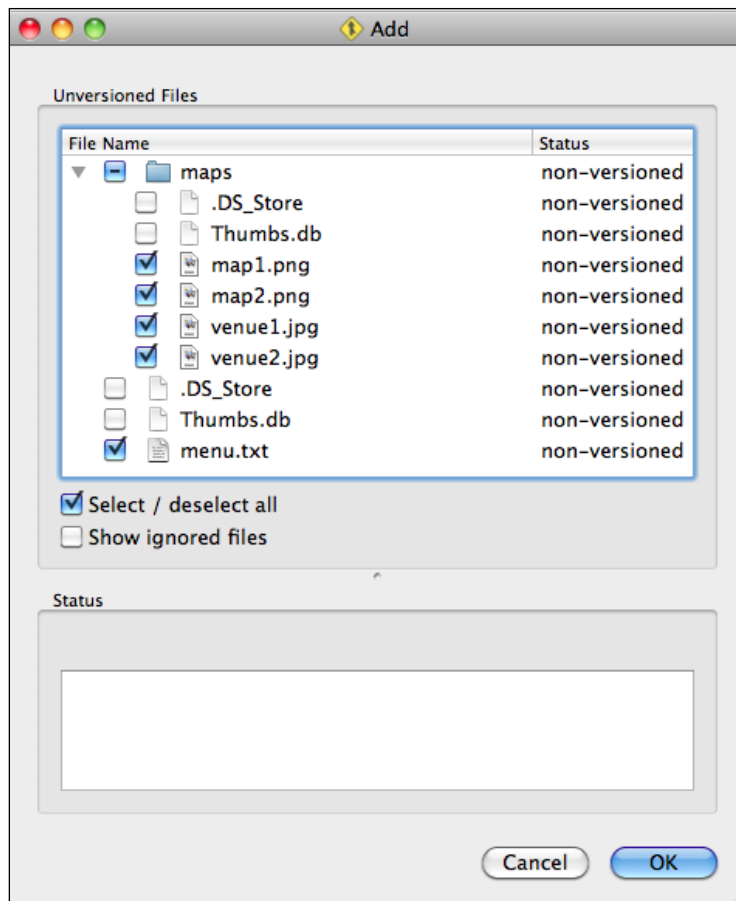 Add
Unversioned Files
File Name Status
maps non-versioned
.DS_Store non-versioned
Thumbs.db non-versioned
map1.png non-versioned
map2.png non-versioned
venue1.jpg non-versioned
venue2.jpg non-versioned
.DS_Store non-versioned
Thumbs.db non-versioned
menu.txt non-versioned
Select / deselect all
Show ignored files
Status
Cancel OK